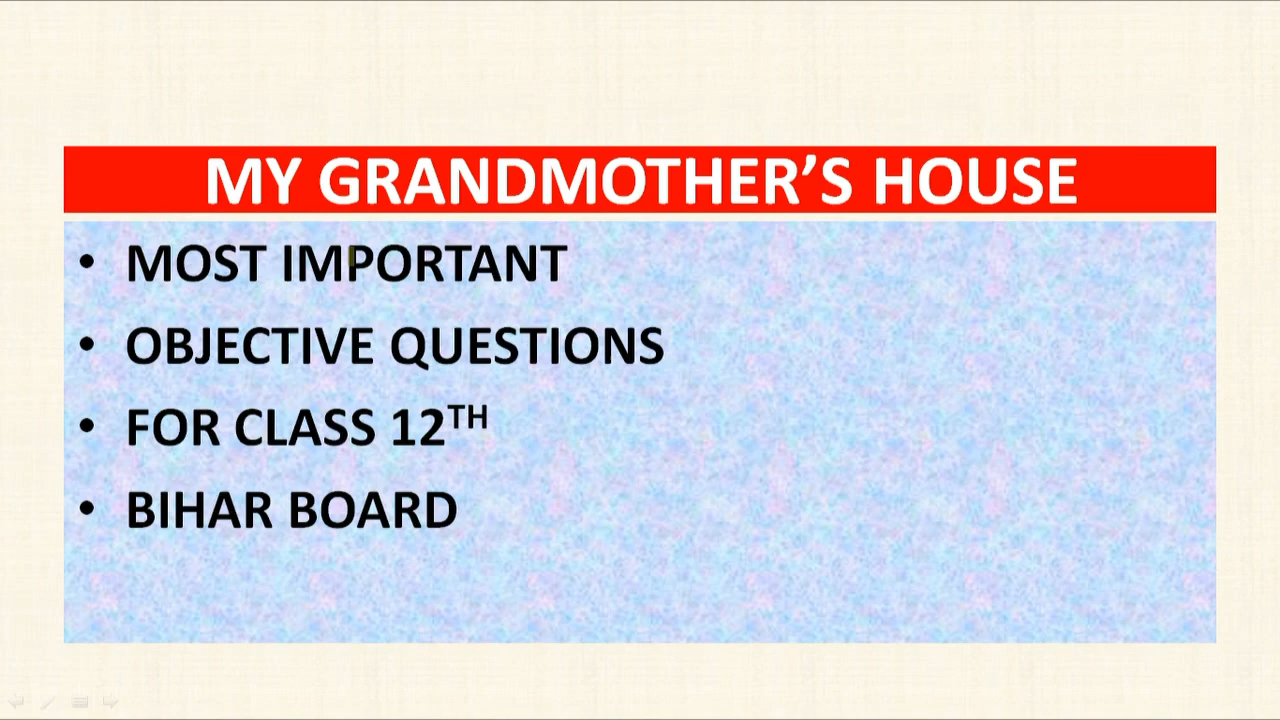 MY GRANDMOTHER’S HOUSE
• MOST IMPORTANT
• OBJECTIVE QUESTIONS
• FOR CLASS 12TH
• BIHAR BOARD